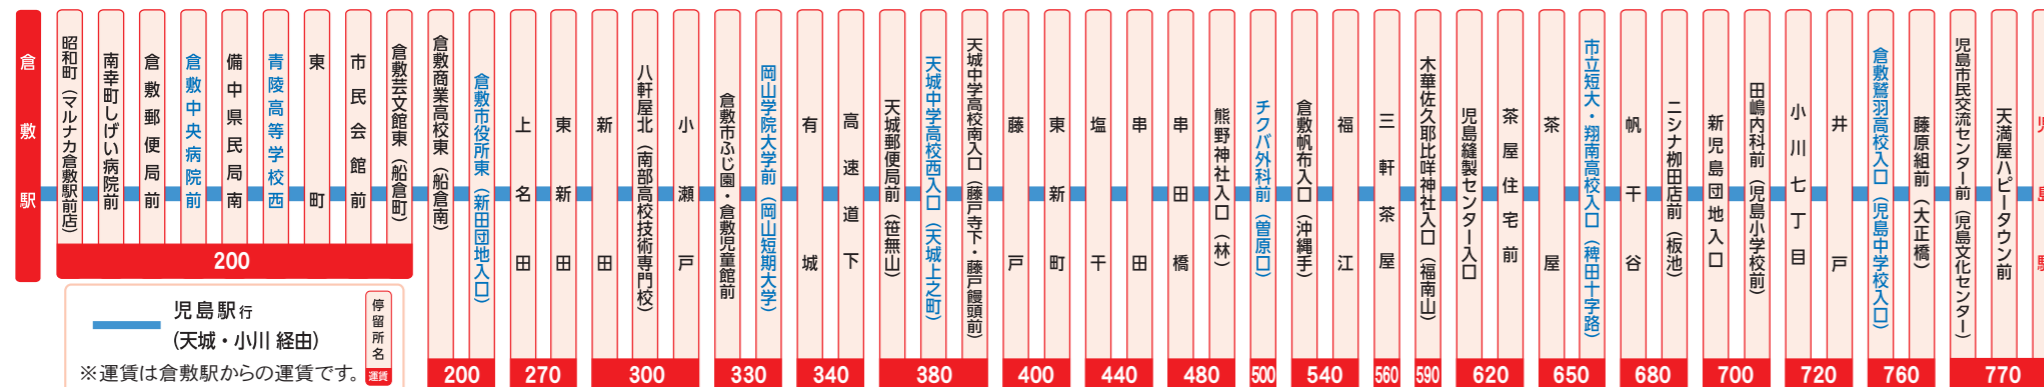 倉敷駅
昭和町（マルナカ倉敷駅前店）
南幸町しげい病院前
倉敷郵便局前
倉敷中央病院前
備中県民局南
青陵高等学校西
東町
市民会館前
倉敷芸文館東（船倉町）
200
倉敷商業高校東（船倉南）
倉敷市役所東（新田団地入口）
200
上名田
東新田
270
新田
八軒屋北（南部高校技術専門校）
小瀬戸
300
倉敷市ふじ園・倉敷児童館前
岡山学院大学前（岡山短期大学）
330
有城
高速道下
340
天城郵便局前（笹無山）
天城中学高校西入口（天城上之町）
天城中学高校南入口（藤戸寺下・藤戸饅頭前）
380
藤戸
東新町
400
塩干
串田
440
串田橋
熊野神社入口（林）
480
チクバ外科前（曽原口）
500
倉敷帆布入口（沖縄手）
福江
540
三軒茶屋
560
木華佐久耶比咩神社入口（福南山）
590
児島縫製センター入口
茶屋住宅前
620
茶屋
市立短大・翔南高校入口（稗田十字路）
650
帆干谷
ニシナ柳田店前（板池）
680
新児島団地入口
田嶋内科前（児島小学校前）
700
小川七丁目
井戸
720
倉敷鷲羽高校入口（児島中学校入口）
藤原組前（大正橋）
760
児島市民交流センター前（児島文化センター）
天満屋ハピータウン前
児島駅
770
児島駅行
（天城・小川 経由）
※運賃は倉敷駅からの運賃です。
停留所名
運賃